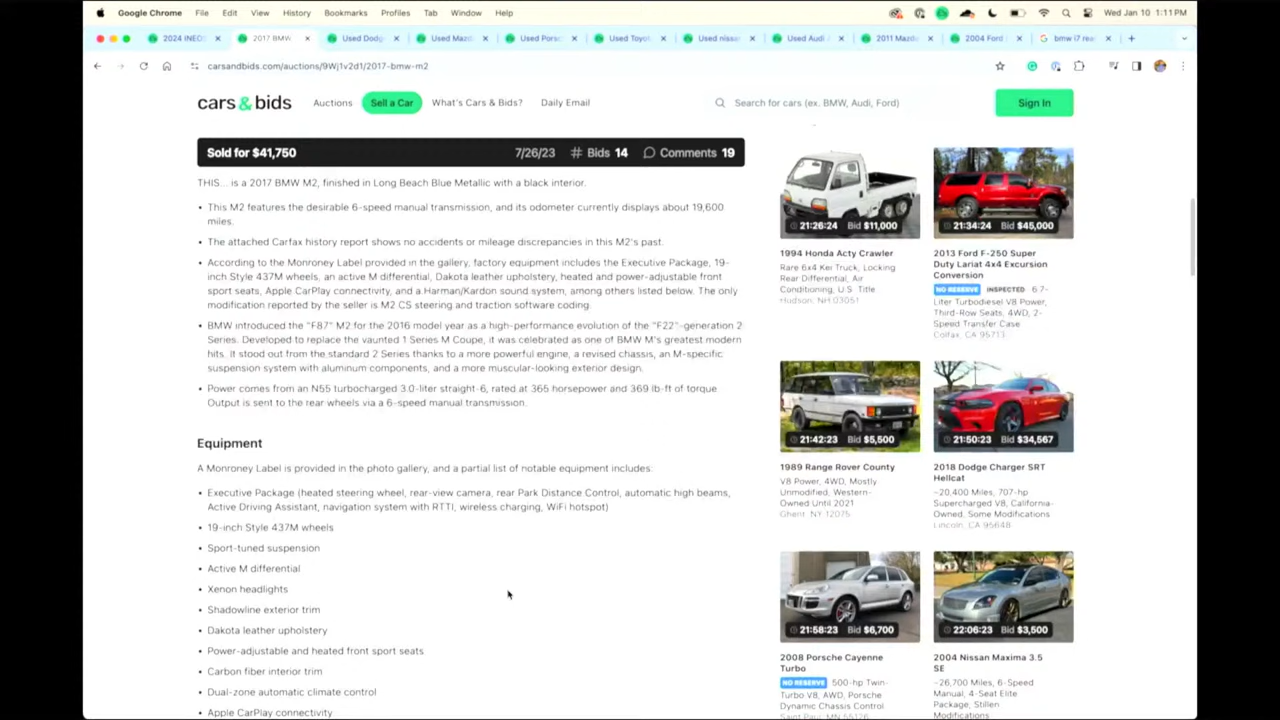 Google Chrome File Edit View History Bookmarks Profiles Tab Window Help Wed Jan 10 1:11 PM
2024 INEO 2017 BMW Used Dodg Used Mazd Used Porsc Used Toyot Used nissa Used Audi 2011 Mazda 2004 Ford bmw i7 rea
carsandbids.com/auctions/9Wj1v2d1/2017-bmw-m2
cars & bids Auctions Sell a Car What's Cars & Bids? Daily Email Search for cars (ex. BMW, Audi, Ford) Sign In
Sold for $41,750 7/26/23 # Bids 14 Comments 19
THIS... is a 2017 BMW M2, finished in Long Beach Blue Metallic with a black interior.
• This M2 features the desirable 6-speed manual transmission, and its odometer currently displays about 19,600
miles.
• The attached Carfax history report shows no accidents or mileage discrepancies in this M2's past.
• According to the Monroney Label provided in the gallery, factory equipment includes the Executive Package, 19-
inch Style 437M wheels, an active M differential, Dakota leather upholstery, heated and power-adjustable front
sport seats, Apple CarPlay connectivity, and a Harman/Kardon sound system, among others listed below. The only
modification reported by the seller is M2 CS steering and traction software coding.
• BMW introduced the "F87" M2 for the 2016 model year as a high-performance evolution of the "F22"-generation 2
Series. Developed to replace the vaunted 1 Series M Coupe, it was celebrated as one of BMW M's greatest modern
hits. It stood out from the standard 2 Series thanks to a more powerful engine, a revised chassis, an M-specific
suspension system with aluminum components, and a more muscular-looking exterior design.
• Power comes from an N55 turbocharged 3.0-liter straight-6, rated at 365 horsepower and 369 lb-ft of torque
Output is sent to the rear wheels via a 6-speed manual transmission.
Equipment
A Monroney Label is provided in the photo gallery, and a partial list of notable equipment includes:
• Executive Package (heated steering wheel, rear-view camera, rear Park Distance Control, automatic high beams,
Active Driving Assistant, navigation system with RTTI, wireless charging, WiFi hotspot)
• 19-inch Style 437M wheels
• Sport-tuned suspension
• Active M differential
• Xenon headlights
• Shadowline exterior trim
• Dakota leather upholstery
• Power-adjustable and heated front sport seats
• Carbon fiber interior trim
• Dual-zone automatic climate control
• Apple CarPlay connectivity
21:26:24 Bid $11,000
1994 Honda Acty Crawler
Rare 6x4 Kei Truck, Locking
Rear Differential, Air
Conditioning, U.S. Title
Hudson, NH 03051
21:34:24 Bid $45,000
2013 Ford F-250 Super
Duty Lariat 4x4 Excursion
Conversion
NO RESERVE INSPECTED 6.7-
Liter Turbodiesel V8 Power,
Third-Row Seats, 4WD, 2-
Speed Transfer Case
Colfax, CA 95713
21:42:23 Bid $5,500
1989 Range Rover County
V8 Power, 4WD, Mostly
Unmodified, Western-
Owned Until 2021
Ghent, NY 12075
21:50:23 Bid $34,567
2018 Dodge Charger SRT
Hellcat
~20,400 Miles, 707-hp
Supercharged V8, California-
Owned, Some Modifications
Lincoln, CA 95648
21:58:23 Bid $6,700
2008 Porsche Cayenne
Turbo
NO RESERVE 500-hp Twin-
Turbo V8, AWD, Porsche
Dynamic Chassis Control
Saint Paul, MN 55126
22:06:23 Bid $3,500
2004 Nissan Maxima 3.5
SE
~26,700 Miles, 6-Speed
Manual, 4-Seat Elite
Package, Stillen
Modifications